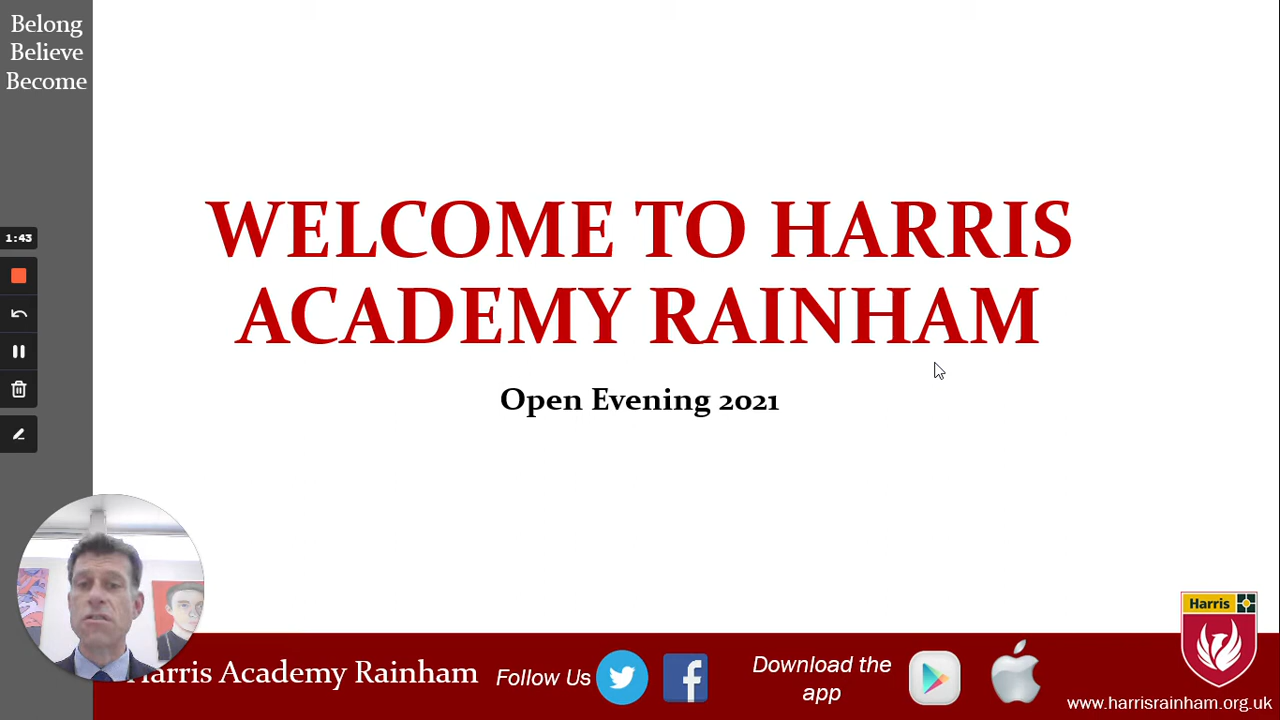 Belong
Believe
Become
1:43
WELCOME TO HARRIS
ACADEMY RAINHAM
Open Evening 2021
Harris
Harris Academy Rainham
Follow Us
Download the
app
www.harrisrainham.org.uk